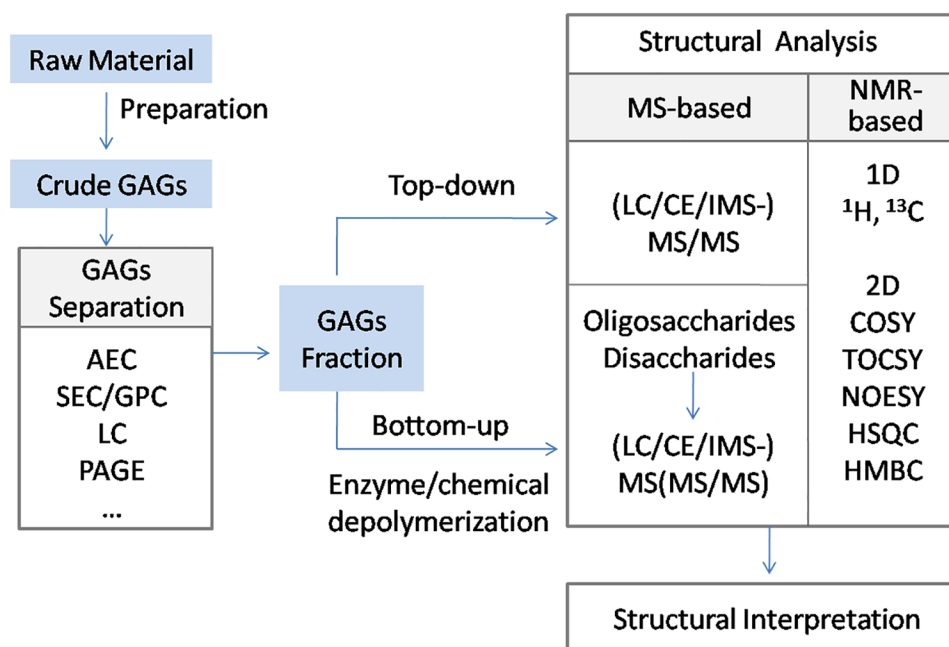 Raw Material
Preparation
Crude GAGs
GAGs
Separation
AEC
SEC/GPC
LC
PAGE
...
GAGs
Fraction
Top-down
Bottom-up
Enzyme/chemical
depolymerization
Structural Analysis
MS-based
(LC/CE/IMS-)
MS/MS
Oligosaccharides
Disaccharides
(LC/CE/IMS-)
MS(MS/MS)
NMR-
based
1D
¹H, ¹³C
2D
COSY
TOCSY
NOESY
HSQC
HMBC
Structural Interpretation